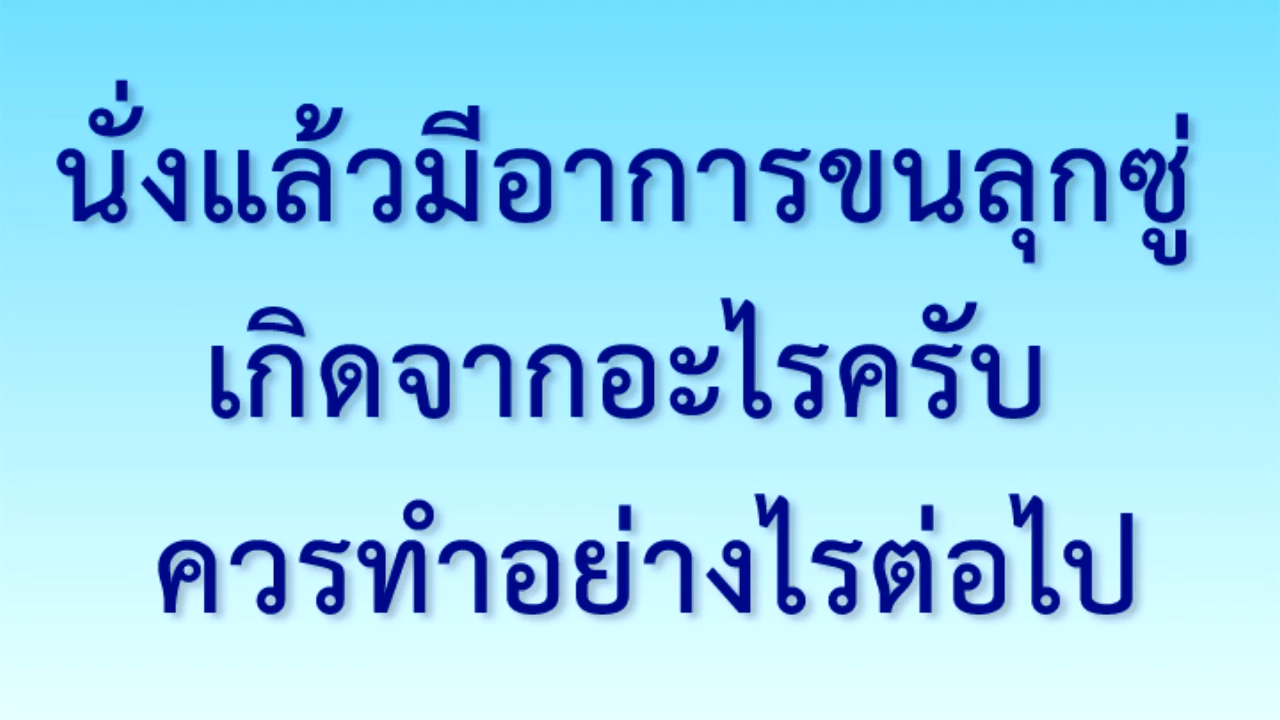 นั่งแล้วมีอาการขนลุกซู่
เกิดจากอะไรครับ
ควรทำอย่างไรต่อไป